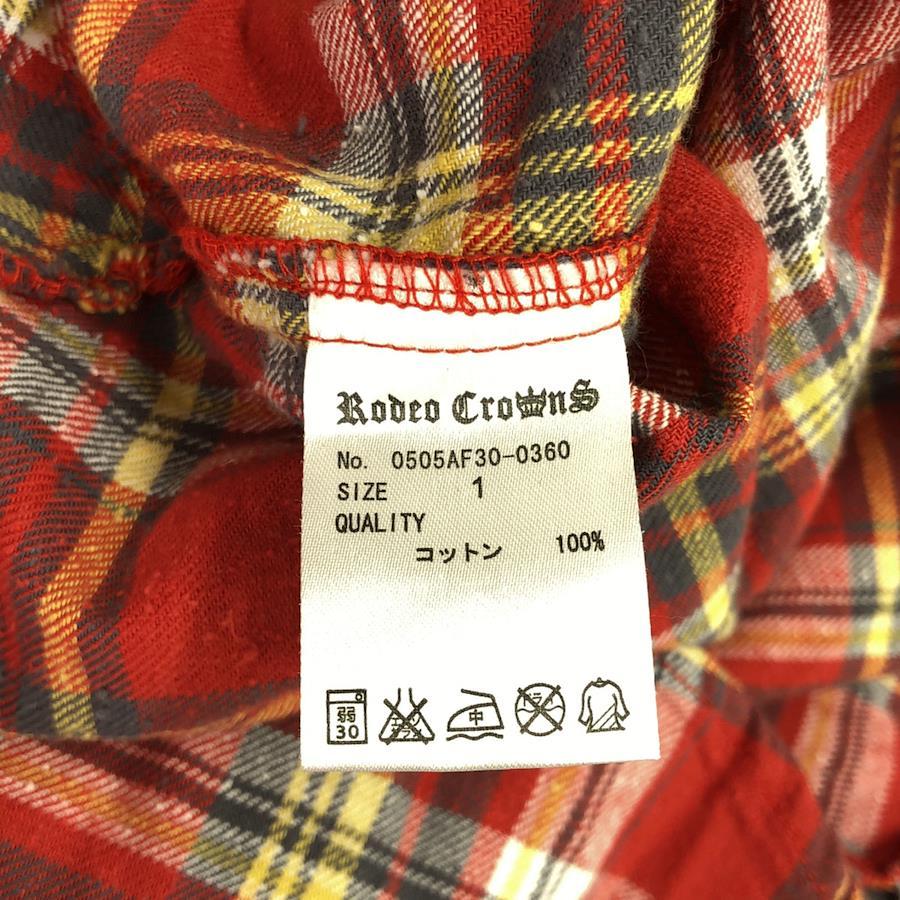 Rodeo Crowns
No. 0505AF30-0360
SIZE 1
QUALITY
コットン 100%
弱 中
30